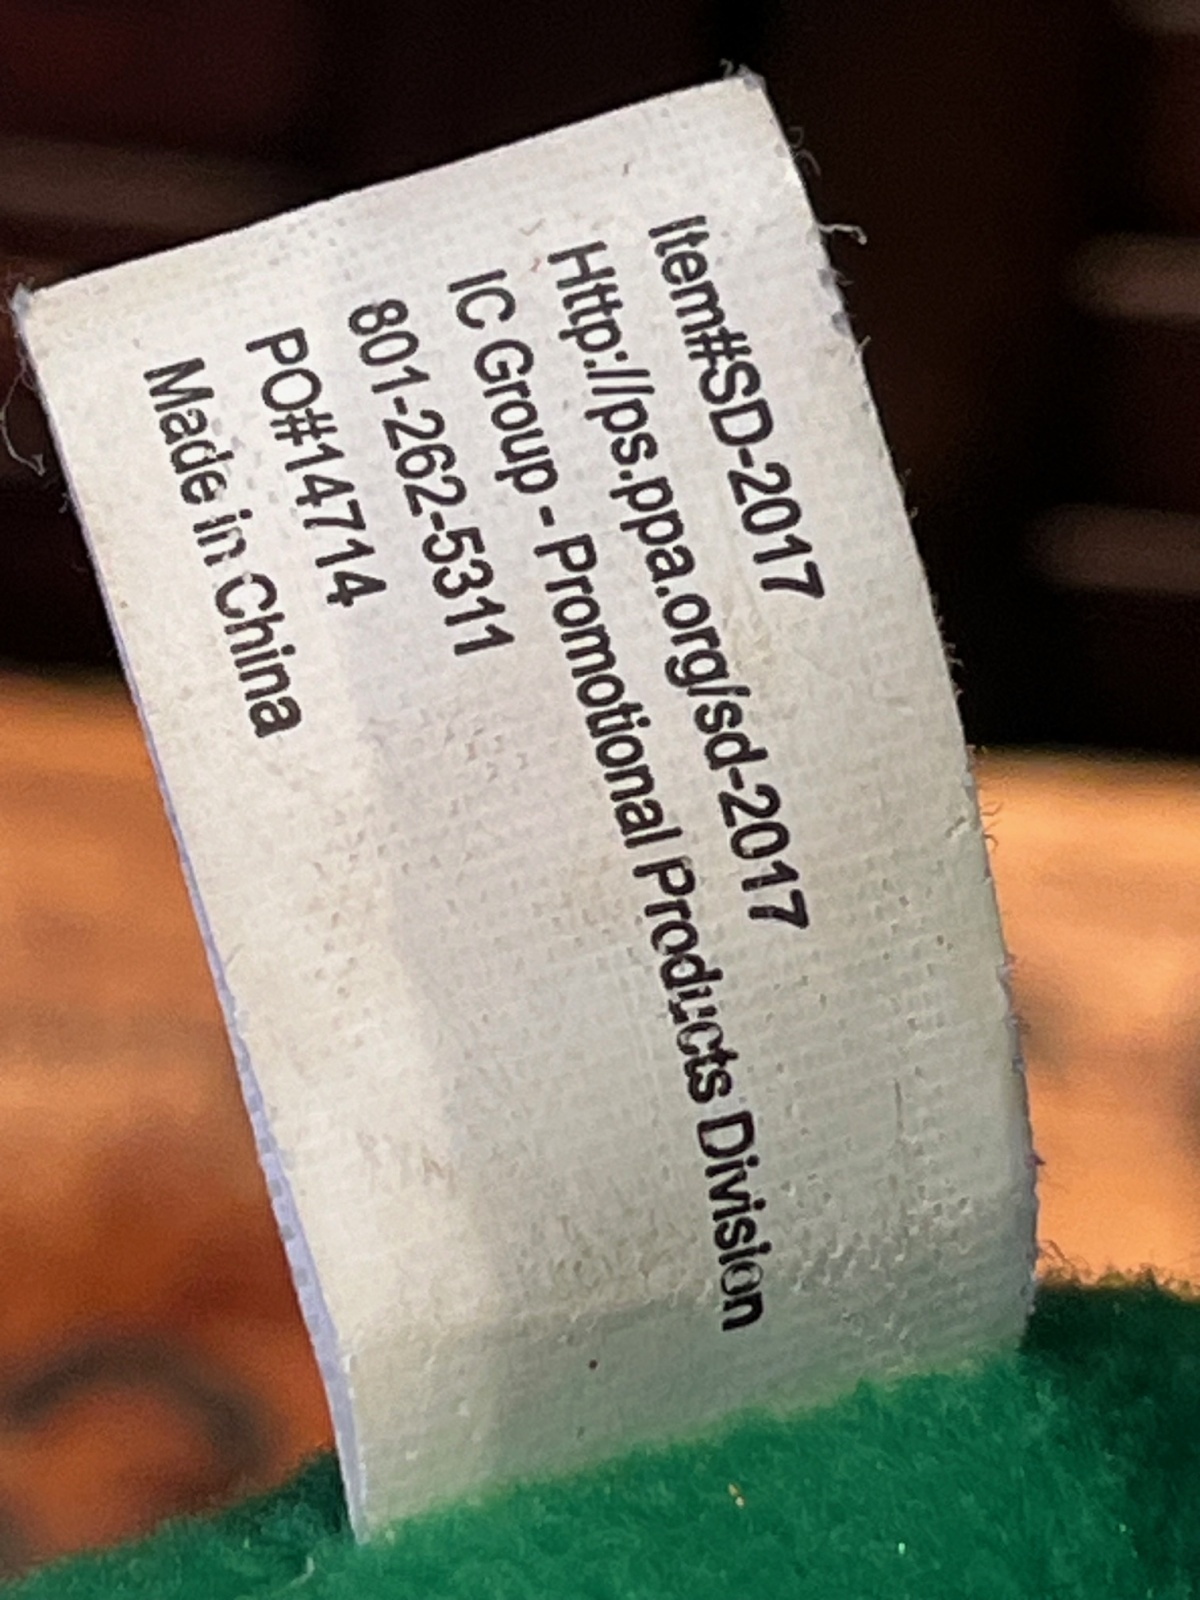 Item#SD-2017
Http://ps.ppa.org/sd-2017
IC Group - Promotional Products Division
801-262-5311
PO#14714
Made in China